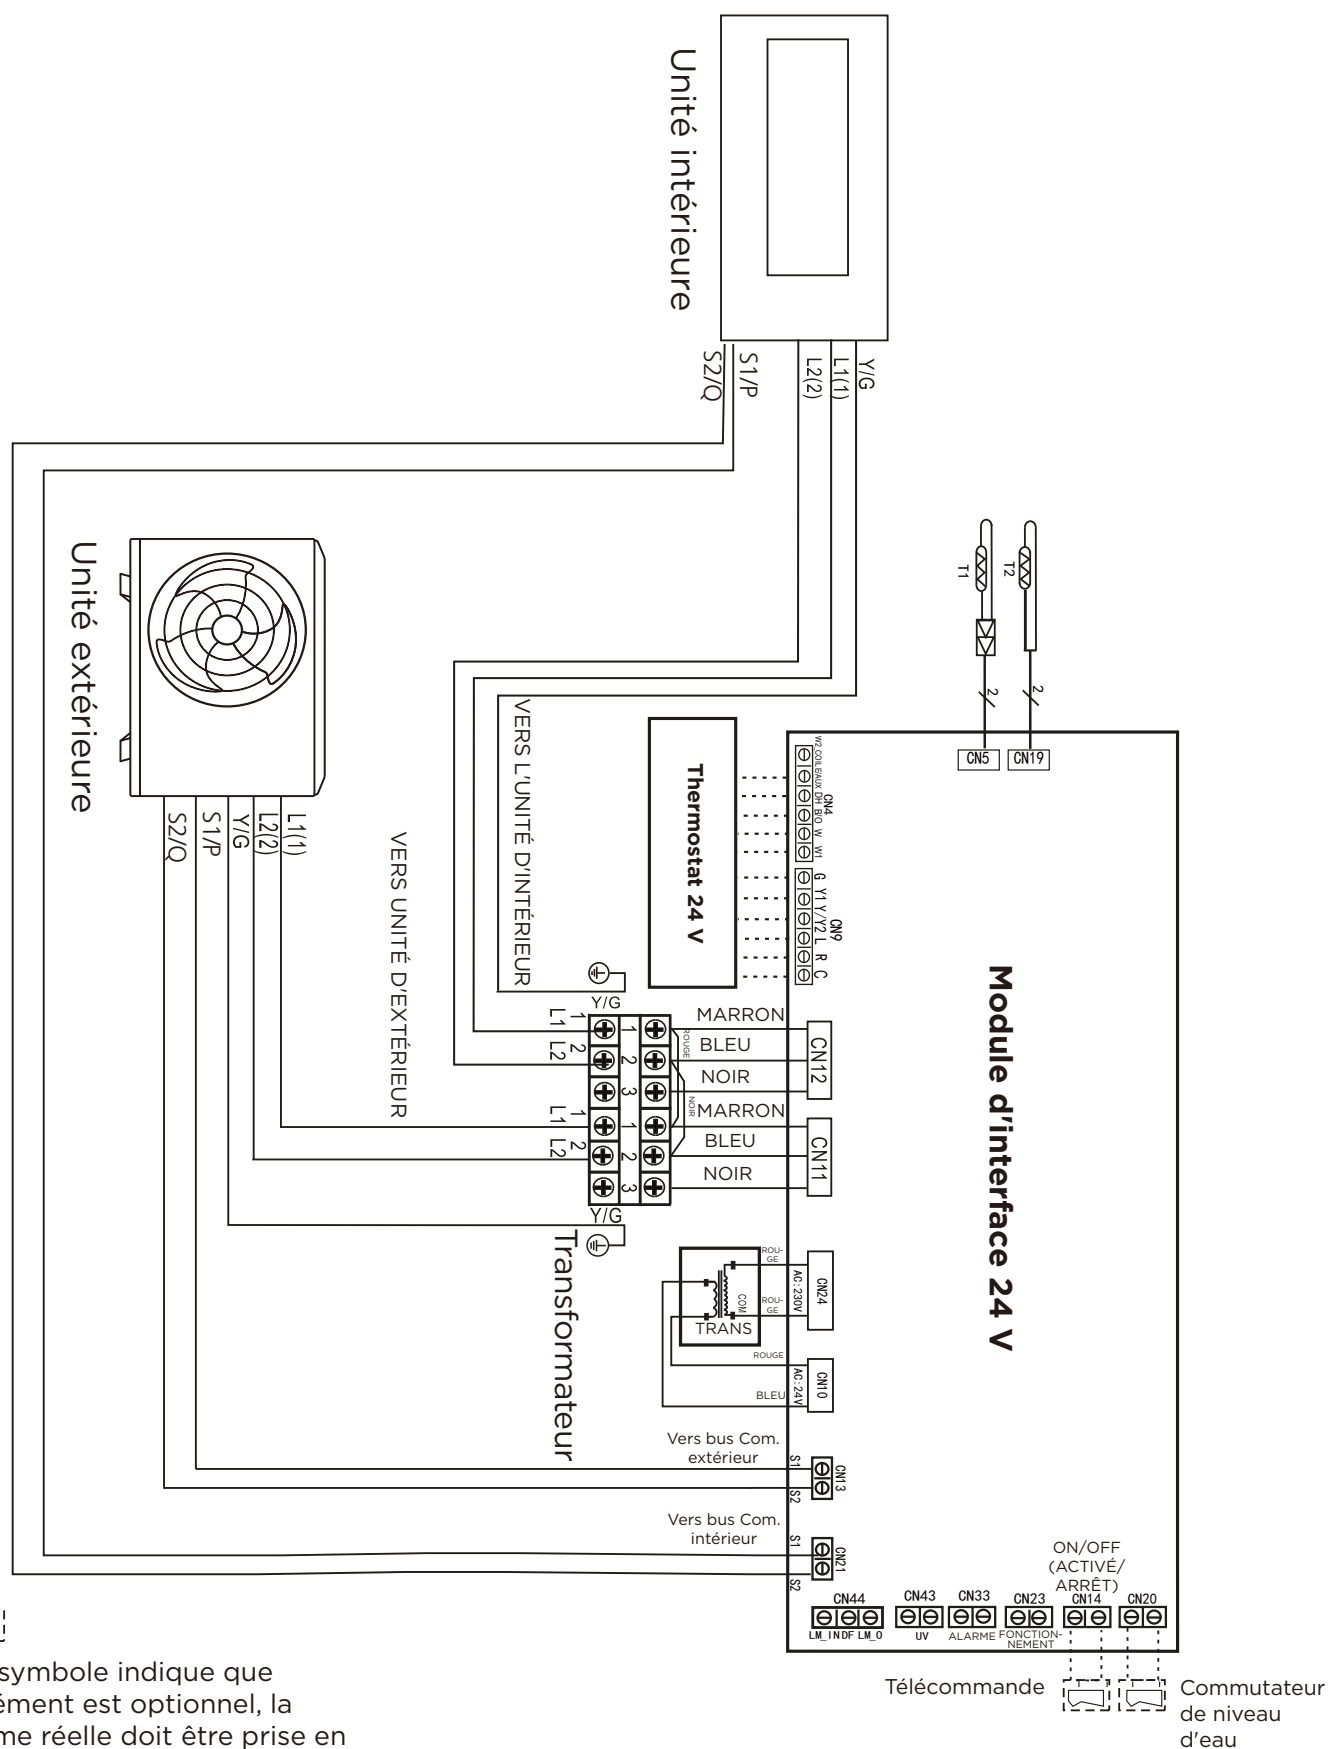 Unité intérieure
S2/Q
S1/P
L2(2)
L1(1)
Y/G
T1
T2
2
2
CN5
CN19
Unité extérieure
S2/Q
S1/P
Y/G
L2(2)
L1(1)
VERS L'UNITÉ D'INTÉRIEUR
VERS UNITÉ D'EXTÉRIEUR
Thermostat 24 V
W2_COIL
E/AUX
DH
B/O
W
W1
CN4
G
Y1
Y/Y2
L
R
C
CN9
Module d'interface 24 V
Y/G
L1 1
L2 2
L1 1
L2 2
1
2
3
1
2
3
Y/G
MARRON
BLEU
NOIR
ROUGE
NOIR
MARRON
BLEU
NOIR
CN12
CN11
Transformateur
ROU-
GE
ROU-
GE
COM
TRANS
AC:230V
CN24
ROUGE
BLEU
AC:24V
CN10
Vers bus Com.
extérieur
S1
S2
CN13
Vers bus Com.
intérieur
S1
S2
CN21
ON/OFF
(ACTIVÉ/
ARRÊT)
CN44
CN43
CN33
CN23
CN14
CN20
LM_IN DF LM_O
UV
ALARME
FONCTION-
NEMENT
Télécommande
Commutateur
de niveau
d'eau
symbole indique que
ément est optionnel, la
me réelle doit être prise en